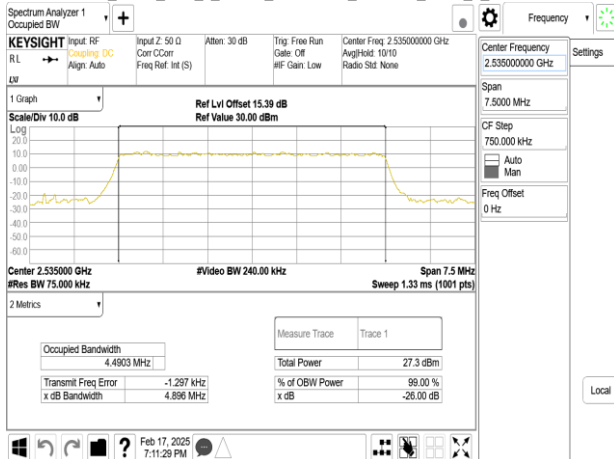 Spectrum Analyzer 1
Occupied BW
+
Frequency
Settings
KEYSIGHT
RL
LXI
Input: RF
Coupling: DC
Align: Auto
Input Z: 50 Ω
Corr CCorr
Freq Ref: Int (S)
Atten: 30 dB
Trig: Free Run
Gate: Off
#IF Gain: Low
Center Freq: 2.535000000 GHz
Avg|Hold: 10/10
Radio Std: None
Center Frequency
2.535000000 GHz
Span
7.5000 MHz
CF Step
750.000 kHz
Auto
Man
Freq Offset
0 Hz
Local
1 Graph
Scale/Div 10.0 dB
Ref Lvl Offset 15.39 dB
Ref Value 30.00 dBm
Log
20.0
10.0
0.00
-10.0
-20.0
-30.0
-40.0
-50.0
-60.0
Center 2.535000 GHz
#Video BW 240.00 kHz
Span 7.5 MHz
#Res BW 75.000 kHz
Sweep 1.33 ms (1001 pts)
2 Metrics
Measure Trace
Trace 1
Occupied Bandwidth
4.4903 MHz
Total Power
27.3 dBm
Transmit Freq Error
-1.297 kHz
% of OBW Power
99.00 %
x dB Bandwidth
4.896 MHz
x dB
-26.00 dB
?
Feb 17, 2025
7:11:29 PM